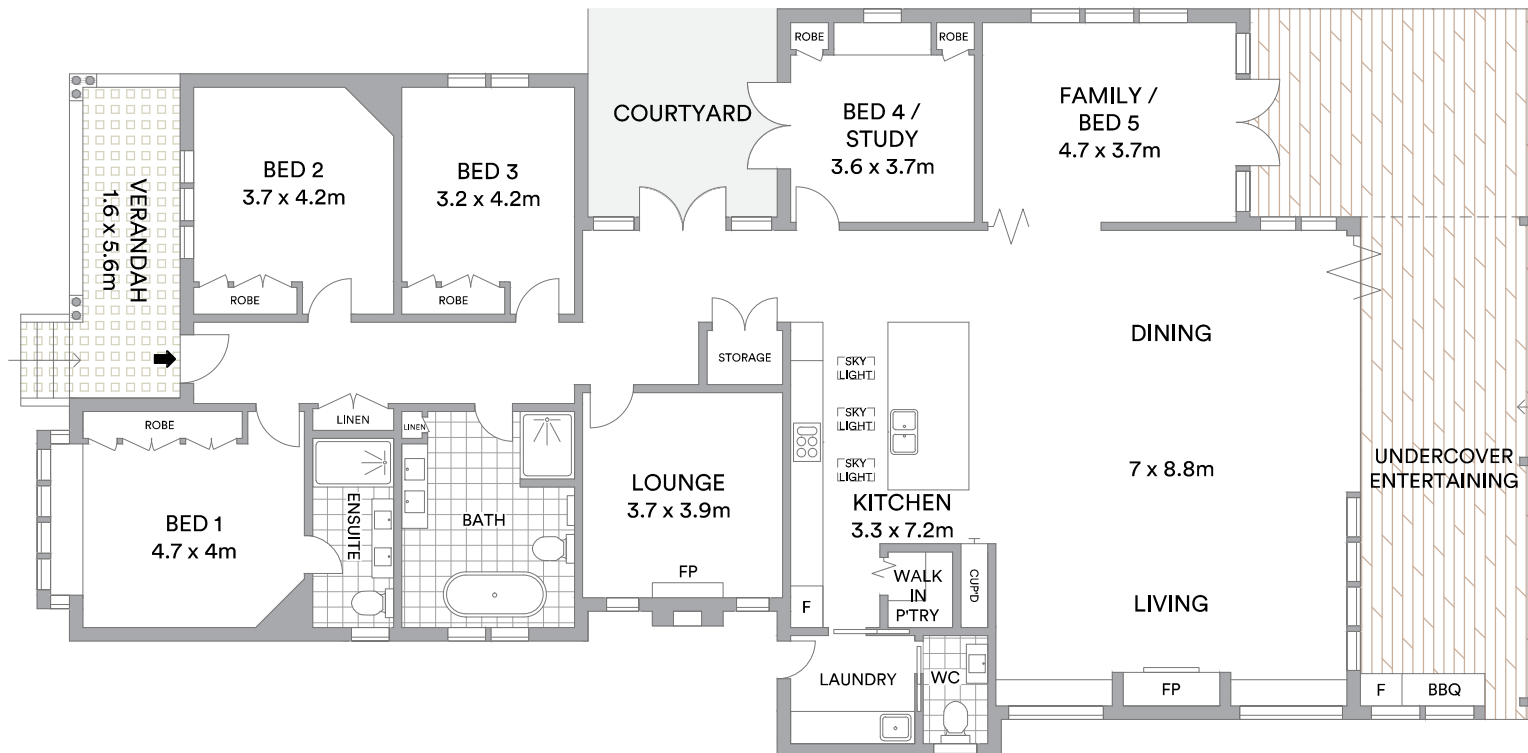 VERANDAH
1.6 x 5.6m
BED 2
3.7 x 4.2m
ROBE
BED 3
3.2 x 4.2m
ROBE
COURTYARD
ROBE
ROBE
BED 4 /
STUDY
3.6 x 3.7m
FAMILY /
BED 5
4.7 x 3.7m
STORAGE
SKY
LIGHT
SKY
LIGHT
SKY
LIGHT
DINING
7 x 8.8m
LIVING
UNDERCOVER
ENTERTAINING
ROBE
BED 1
4.7 x 4m
LINEN
ENSUITE
LINEN
BATH
LOUNGE
3.7 x 3.9m
FP
KITCHEN
3.3 x 7.2m
F
WALK
IN
P'TRY
CUP'D
LAUNDRY
WC
FP
F
BBQ